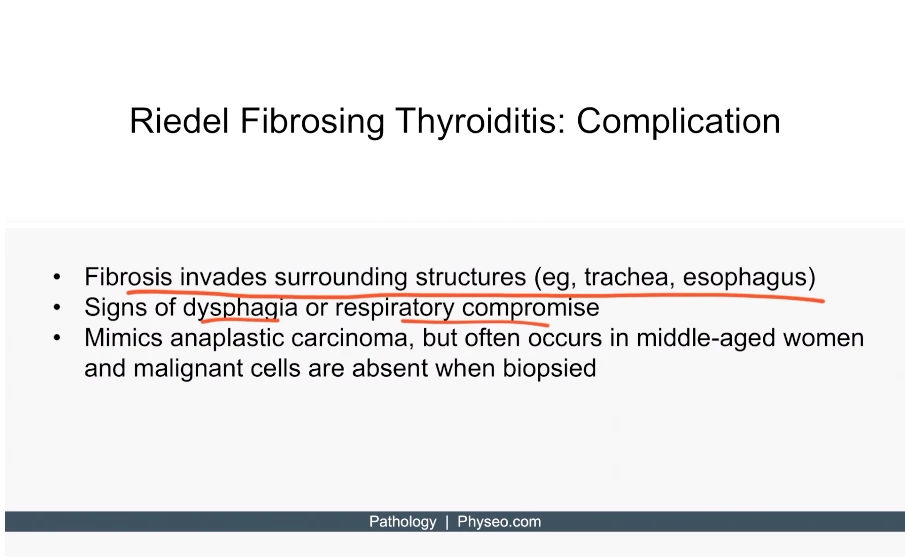 Riedel Fibrosing Thyroiditis: Complication
• Fibrosis invades surrounding structures (eg, trachea, esophagus)
• Signs of dysphagia or respiratory compromise
• Mimics anaplastic carcinoma, but often occurs in middle-aged women
and malignant cells are absent when biopsied
Pathology | Physeo.com